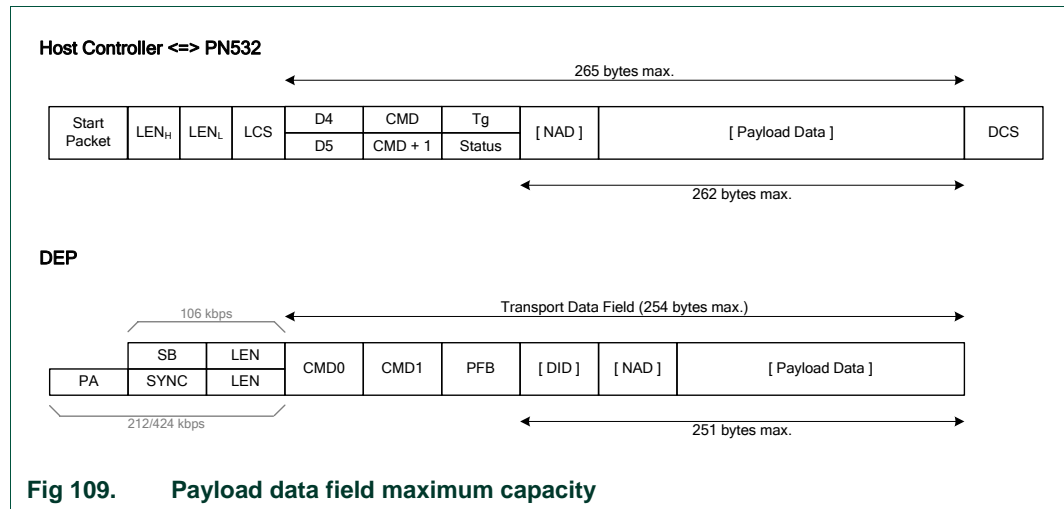 Host Controller <=> PN532
265 bytes max.
Start Packet LENH LENL LCS D4 CMD Tg [ NAD ] [ Payload Data ] DCS
D5 CMD + 1 Status
262 bytes max.
DEP
106 kbps Transport Data Field (254 bytes max.)
SB LEN CMD0 CMD1 PFB [ DID ] [ NAD ] [ Payload Data ]
PA SYNC LEN
212/424 kbps 251 bytes max.
Fig 109. Payload data field maximum capacity